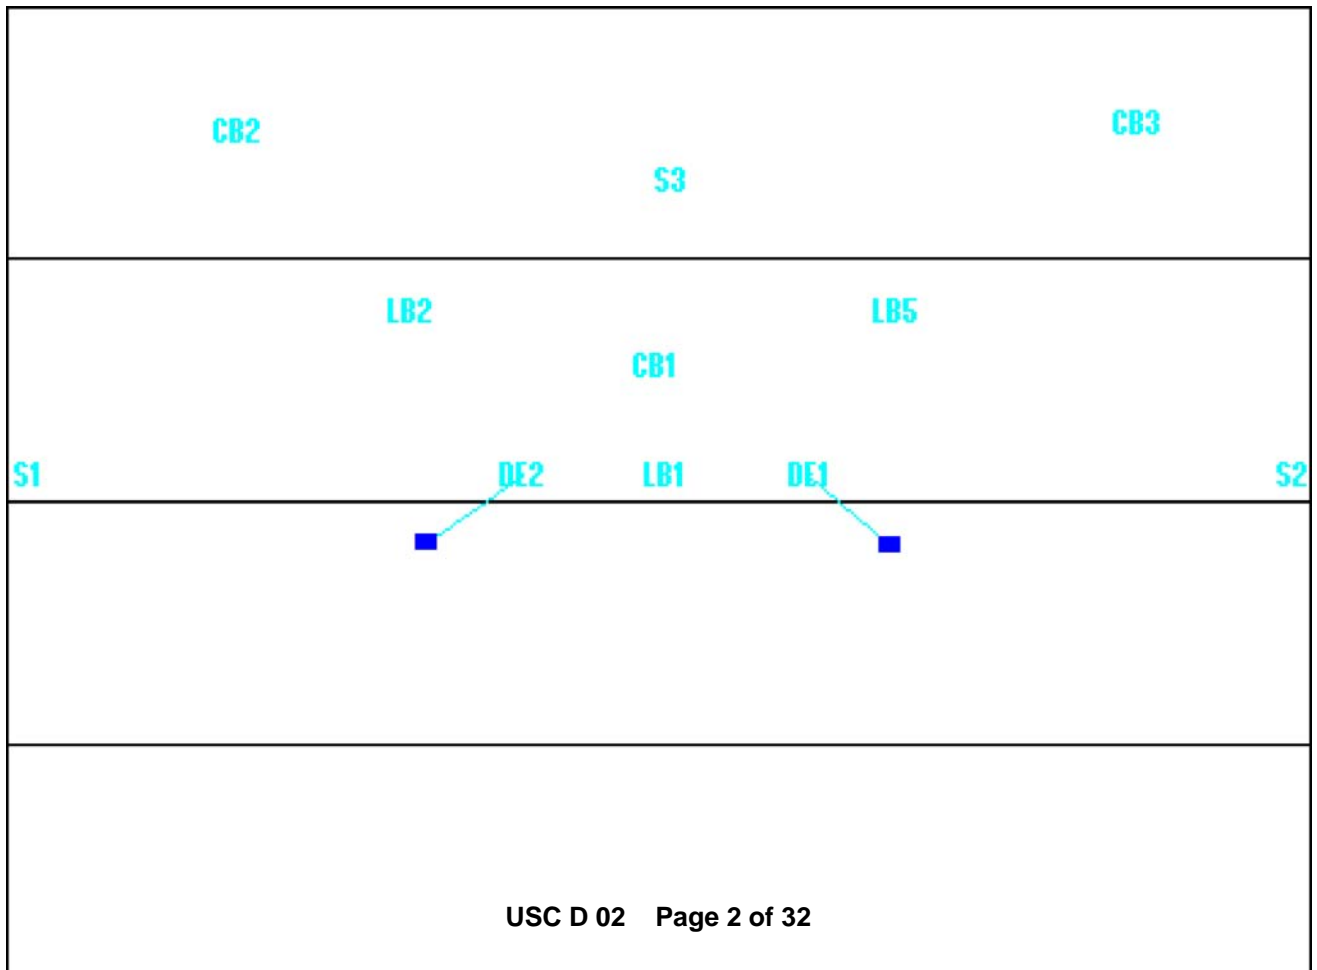 CB2 CB3
S3
LB2 LB5
CB1
S1 DE2 LB1 DE1 S2
USC D 02 Page 2 of 32